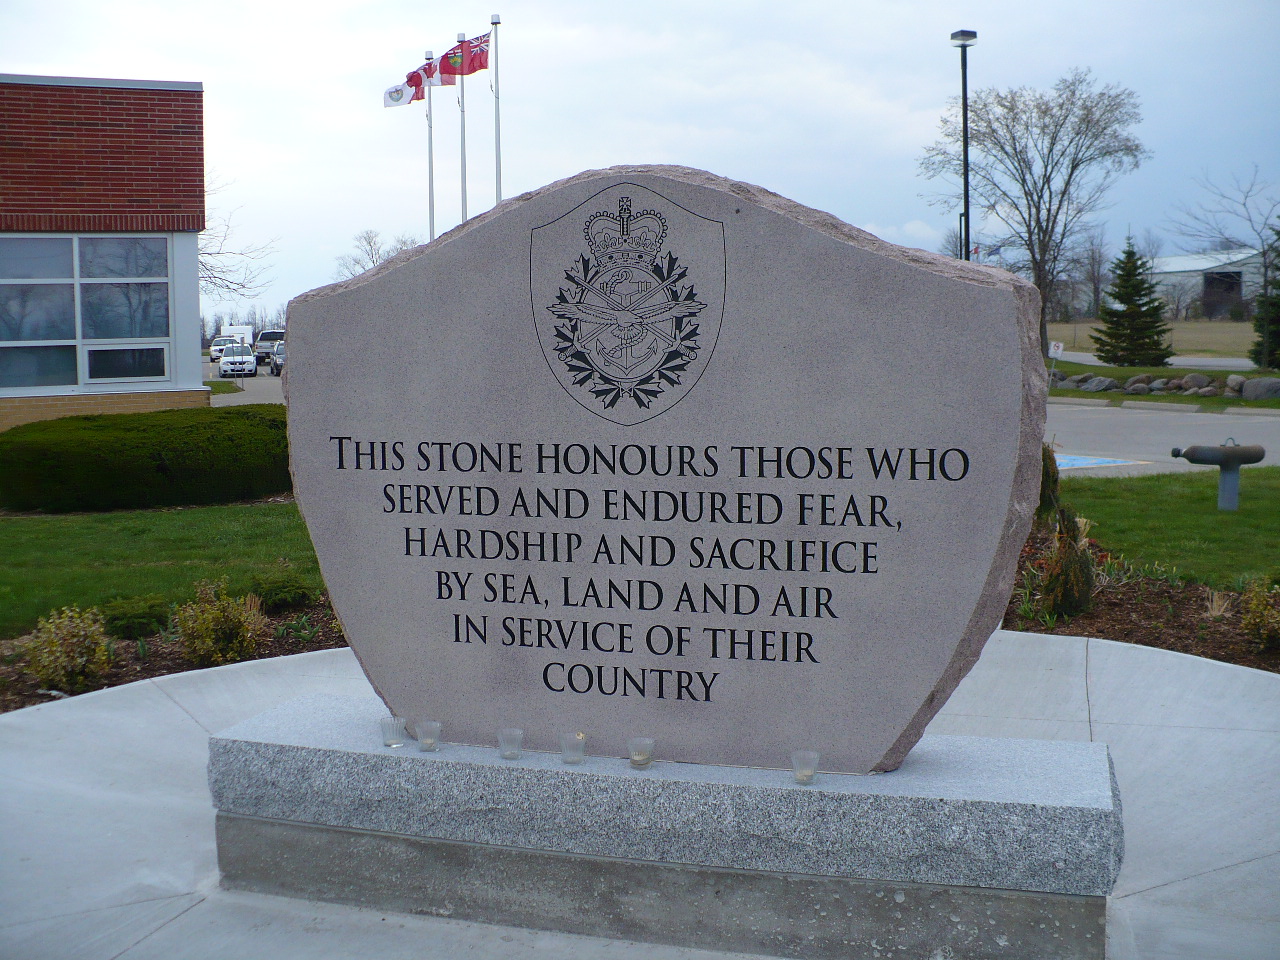 THIS STONE HONOURS THOSE WHO
SERVED AND ENDURED FEAR,
HARDSHIP AND SACRIFICE
BY SEA, LAND AND AIR
IN SERVICE OF THEIR
COUNTRY